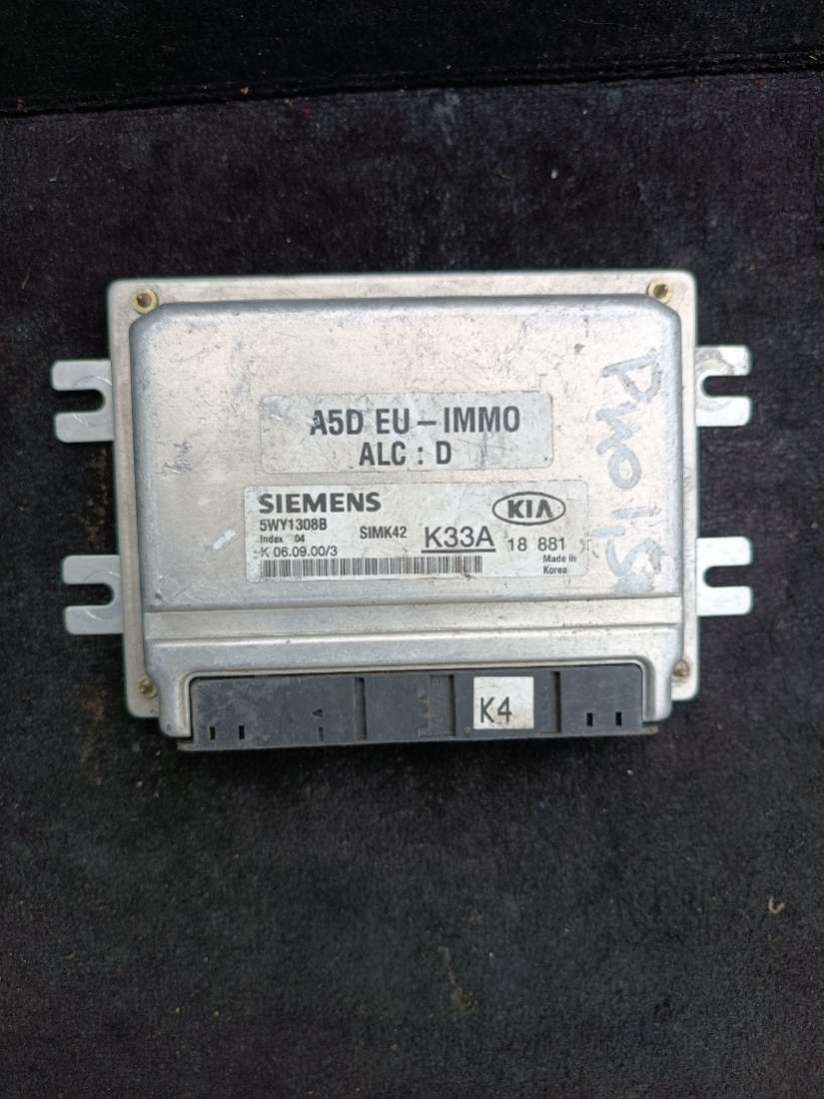 A5D EU – IMMO
ALC : D
SIEMENS
KIA
5WY1308B
SIMK42
K33A
18 881
Index 04
K 06.09.00/3
Made in
Korea
K4